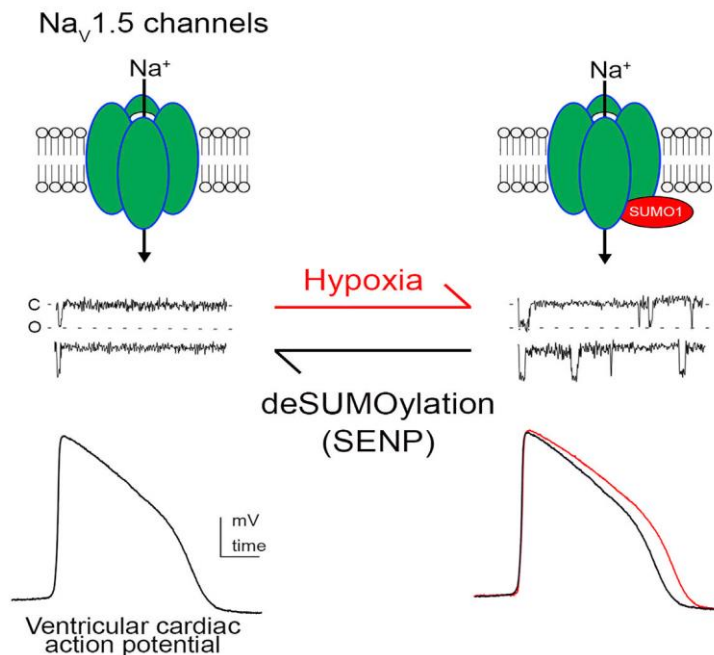 Naᵥ1.5 channels
Na⁺
Na⁺
SUMO1
Hypoxia
C
O
deSUMOylation
(SENP)
mV
time
Ventricular cardiac
action potential